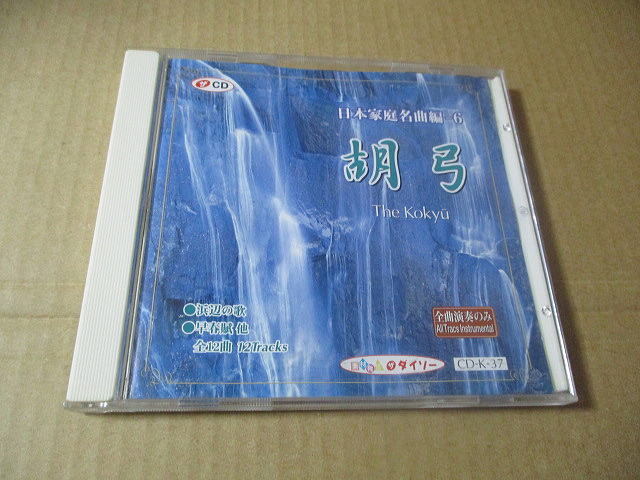 ザ CD
日本家庭名曲編-6
胡弓
The Kokyū
●浜辺の歌
●早春賦 他
全12曲 12Tracks
全曲演奏のみ
All Tracs Instrumental
ザ ダイソー
CD-K-37